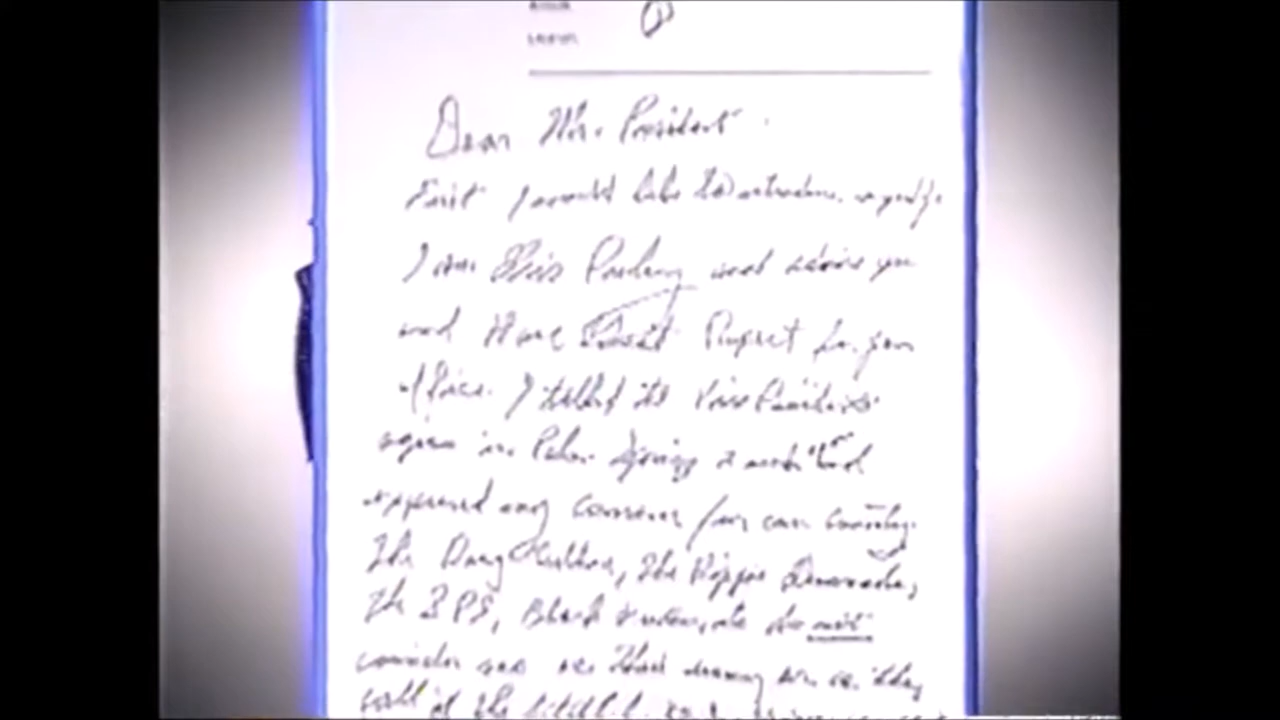 Dear Mr. President.
First I would like to introduce myself.
I am Elvis Presley and admire you
and Have Great Respect for your
office. I talked to Vice President
Agnew in Palm Springs 3 weeks and
expressed my concern for our country.
The Drug Culture, The Hippie Elements,
The SDS, Black Panthers, etc do not
consider me as their enemy or as they
call it the